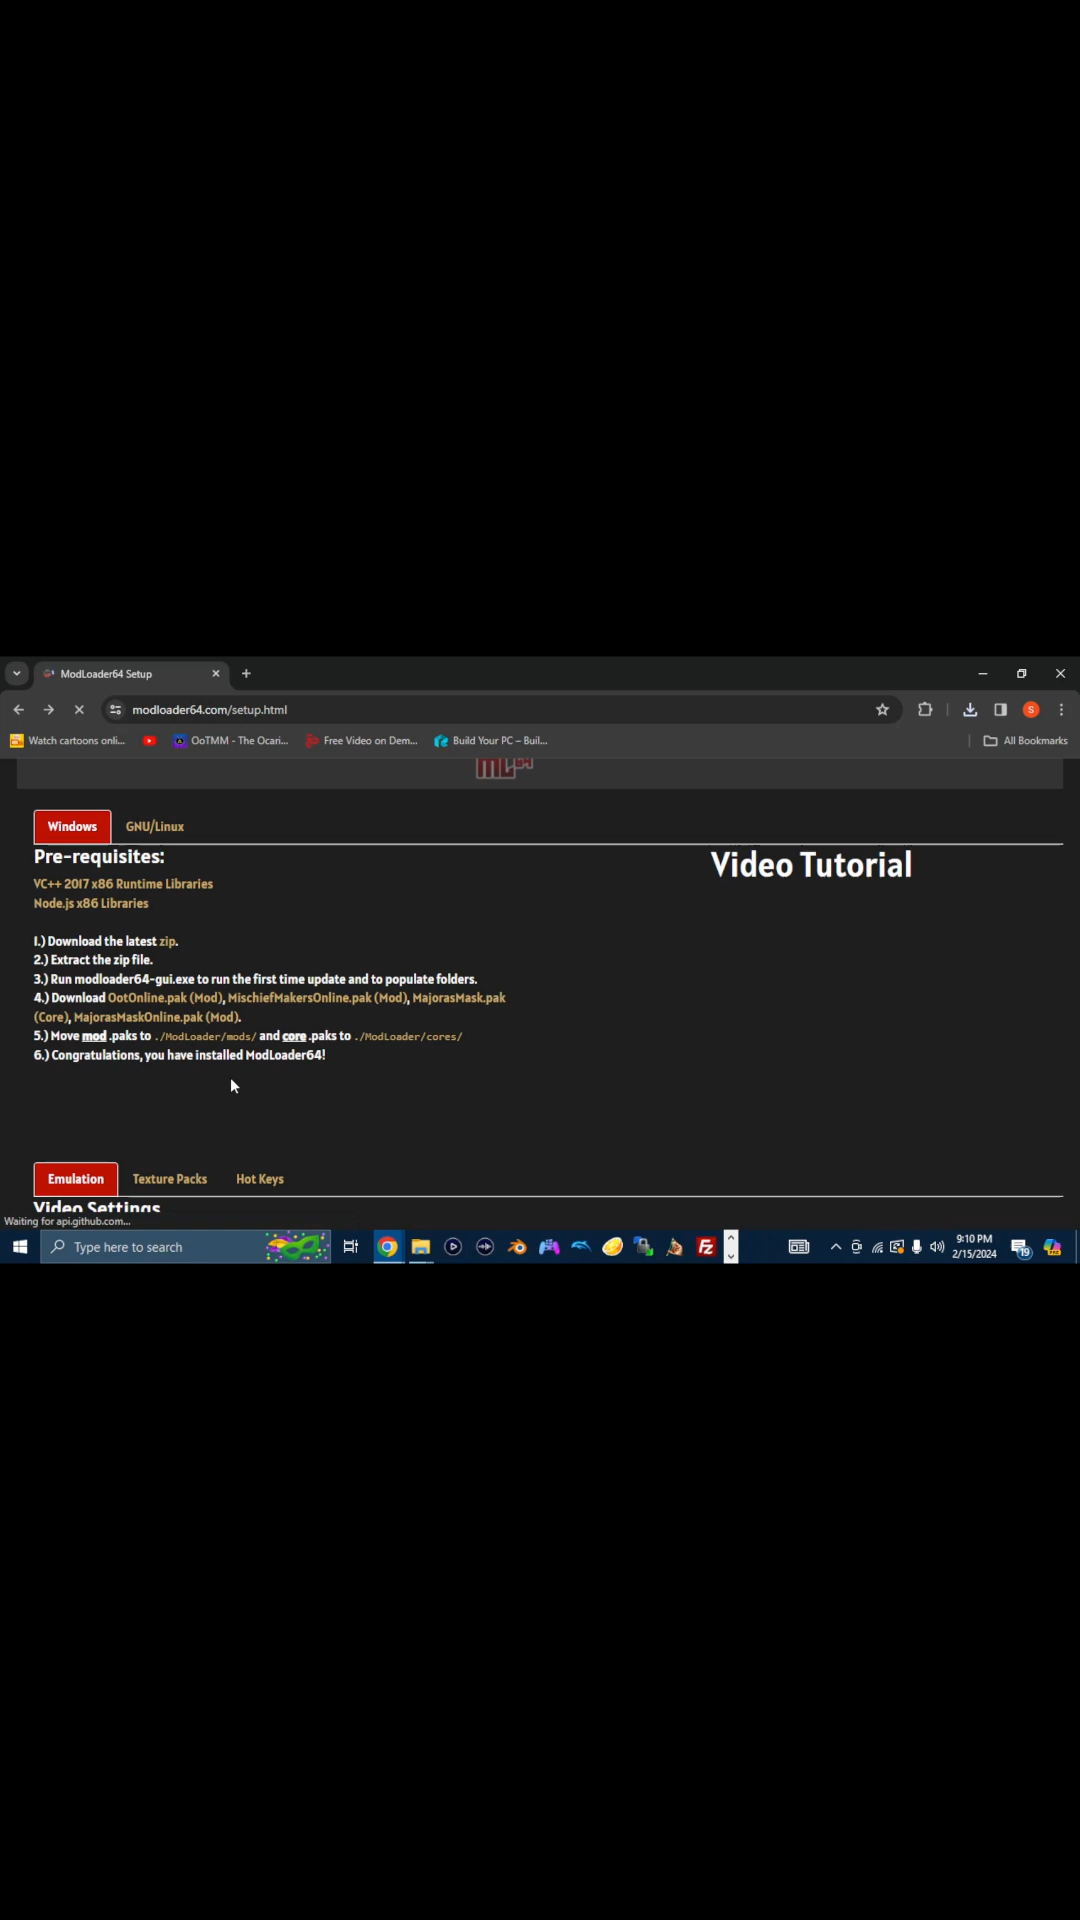 ModLoader64 Setup
modloader64.com/setup.html
S
Watch cartoons onli...
OoTMM - The Ocari...
Free Video on Dem...
Build Your PC – Buil...
All Bookmarks
Windows
GNU/Linux
Pre-requisites:
Video Tutorial
VC++ 2017 x86 Runtime Libraries
Node.js x86 Libraries
1.) Download the latest zip.
2.) Extract the zip file.
3.) Run modloader64-gui.exe to run the first time update and to populate folders.
4.) Download OotOnline.pak (Mod), MischiefMakersOnline.pak (Mod), MajorasMask.pak
(Core), MajorasMaskOnline.pak (Mod).
5.) Move mod .paks to ./ModLoader/mods/ and core .paks to ./ModLoader/cores/
6.) Congratulations, you have installed ModLoader64!
Emulation
Texture Packs
Hot Keys
Video Settings
Waiting for api.github.com...
Type here to search
Fz
9:10 PM
2/15/2024
19